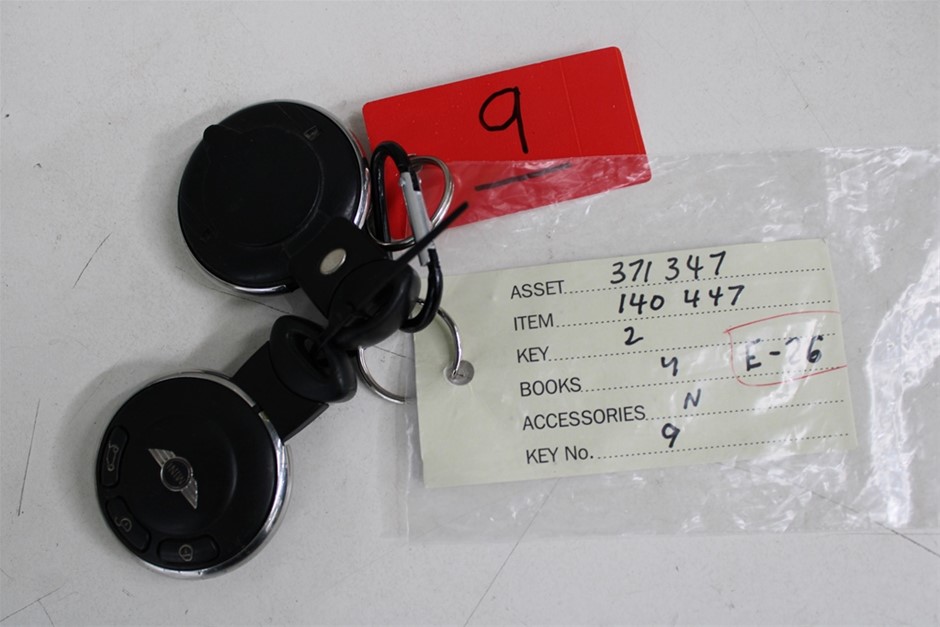 9
ASSET 371 347
ITEM 140 447
KEY 2
BOOKS Y E-26
ACCESSORIES N
KEY No. 9